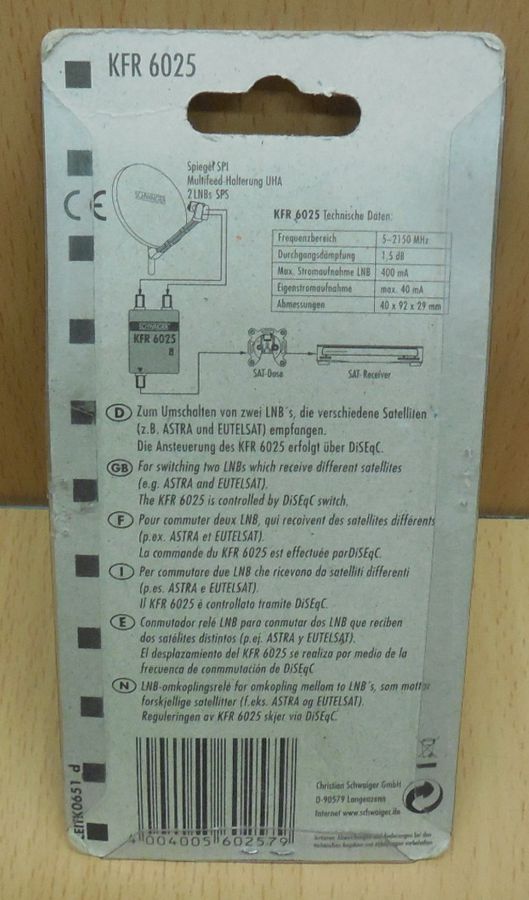 KFR 6025
Spiegel SPI
Multifeed-Halterung UHA
2 LNBs SPS
SCHWAIGER
CE
KFR 6025 Technische Daten:
Frequenzbereich 5–2150 MHz
Durchgangsdämpfung 1,5 dB
Max. Stromaufnahme LNB 400 mA
Eigenstromaufnahme max. 40 mA
Abmessungen 40 x 92 x 29 mm
SCHWAIGER
KFR 6025
SAT-Dose
SAT-Receiver
D Zum Umschalten von zwei LNB´s, die verschiedene Satelliten
(z.B. ASTRA und EUTELSAT) empfangen.
Die Ansteuerung des KFR 6025 erfolgt über DiSEqC.
GB For switching two LNBs which receive different satellites
(e.g. ASTRA and EUTELSAT).
The KFR 6025 is controlled by DiSEqC switch.
F Pour commuter deux LNB, qui recoivent des satellites différents
(p.ex. ASTRA et EUTELSAT).
La commande du KFR 6025 est effectuée parDiSEqC.
I Per commutare due LNB che ricevono da satelliti differenti
(p.es. ASTRA e EUTELSAT).
Il KFR 6025 è controllato tramite DiSEqC.
E Conmutador relé LNB para conmutar dos LNB que reciben
dos satélites distintos (p.ej. ASTRA y EUTELSAT).
El desplazamiento del KFR 6025 se realiza por medio de la
frecuenca de conmmutación de DiSEqC
N LNB-omkoplingsrelé for omkopling mellom to LNB´s, som mottar
forskjellige satellitter (f.eks. ASTRA og EUTELSAT).
Reguleringen av KFR 6025 skjer via DiSEqC.
Christian Schwaiger GmbH
D-90579 Langenzenn
Internet www.schwaiger.de
4 004005 602579